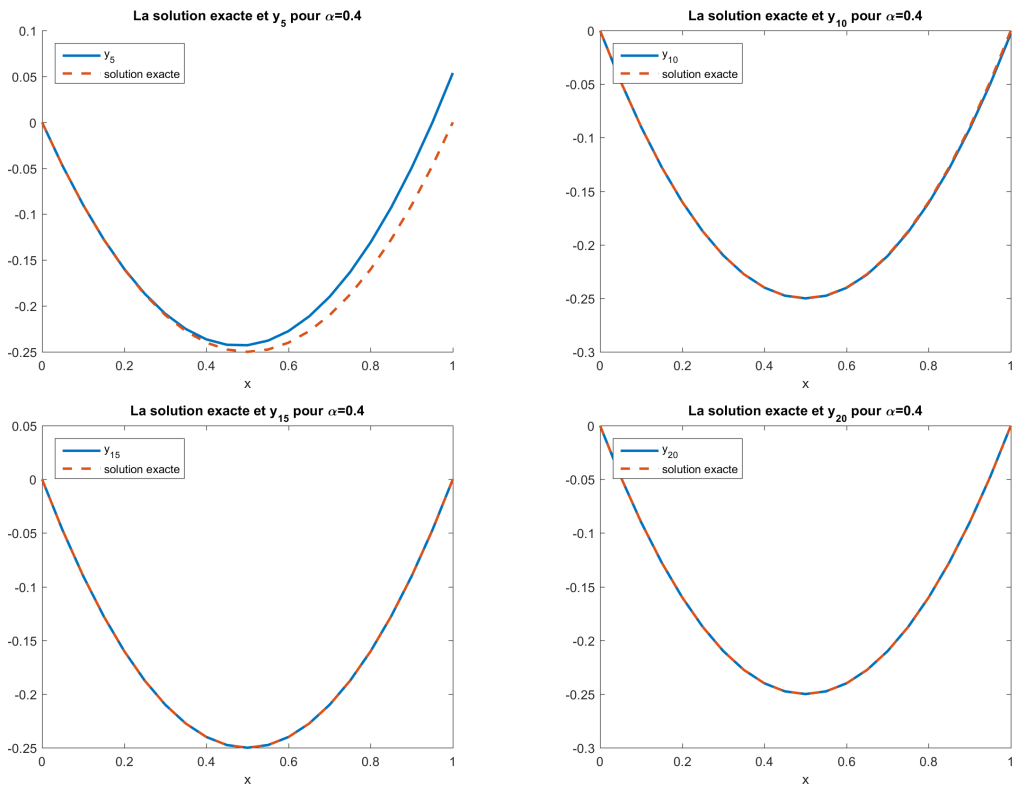 La solution exacte et y5 pour α=0.4
0.1
0.05
0
-0.05
-0.1
-0.15
-0.2
-0.25
y5
solution exacte
0 0.2 0.4 0.6 0.8 1
x
La solution exacte et y10 pour α=0.4
0
-0.05
-0.1
-0.15
-0.2
-0.25
-0.3
y10
solution exacte
0 0.2 0.4 0.6 0.8 1
x
La solution exacte et y15 pour α=0.4
0.05
0
-0.05
-0.1
-0.15
-0.2
-0.25
y15
solution exacte
0 0.2 0.4 0.6 0.8 1
x
La solution exacte et y20 pour α=0.4
0
-0.05
-0.1
-0.15
-0.2
-0.25
-0.3
y20
solution exacte
0 0.2 0.4 0.6 0.8 1
x